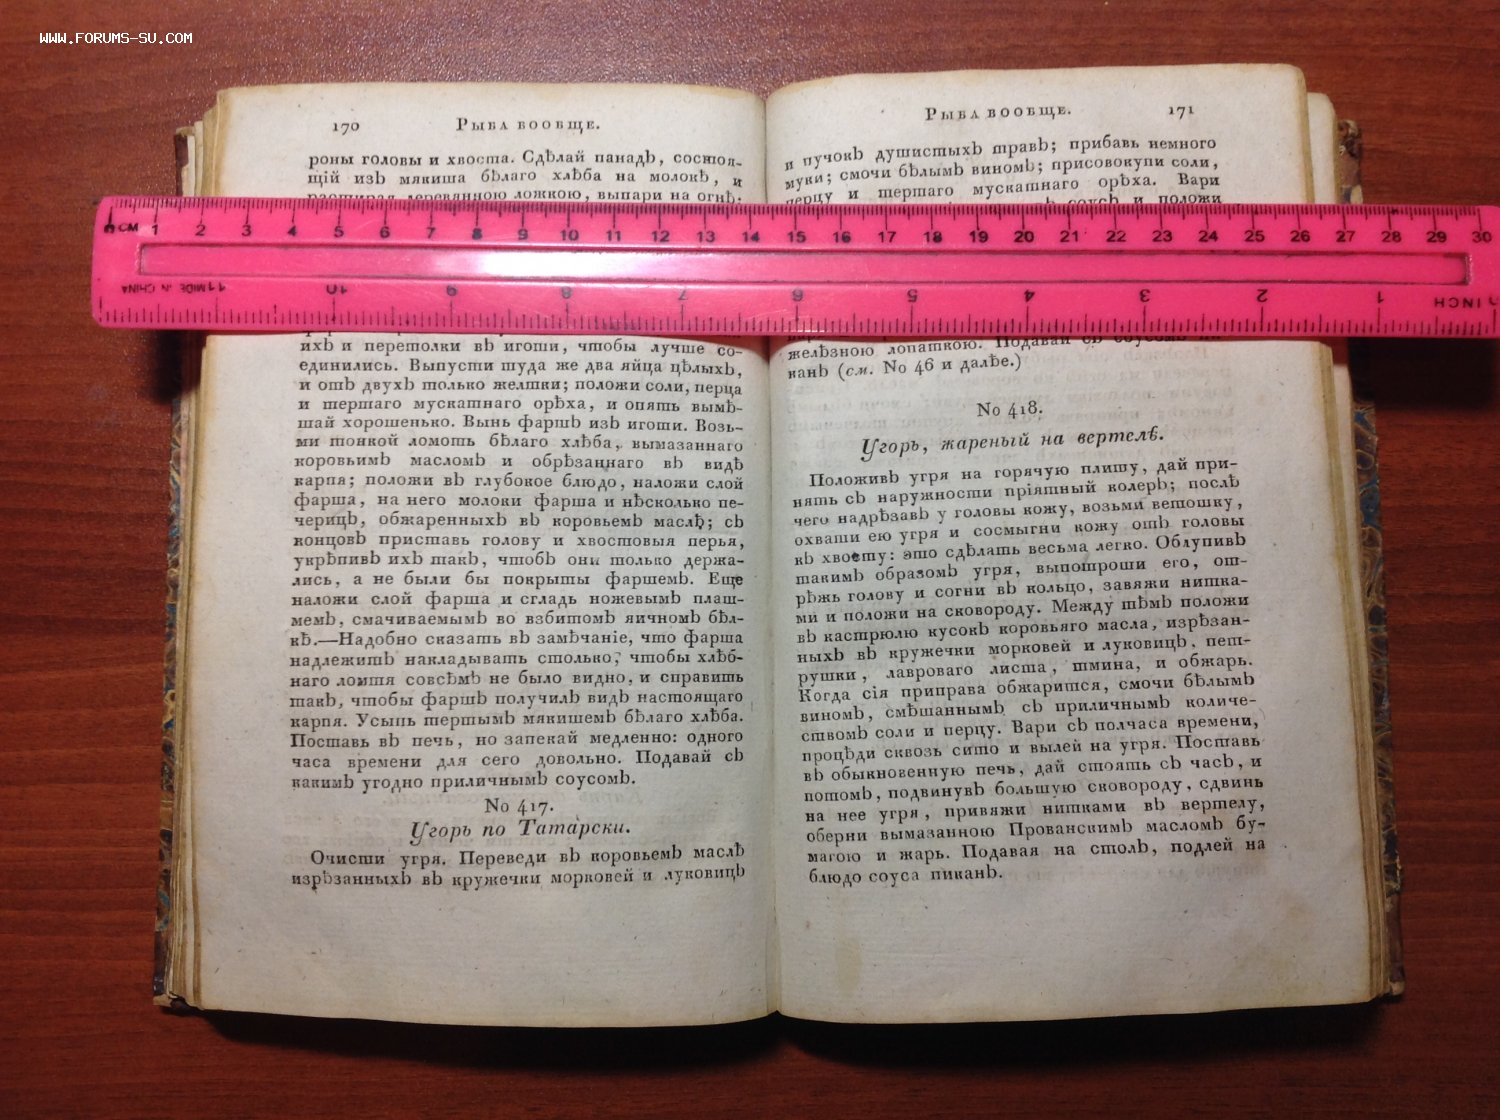 WWW.FORUMS-SU.COM
170 Рыба вообще.
роны головы и хвоста. Сдѣлай панадъ, состоя-
щій изъ мякиша бѣлаго хлѣба на молокѣ, и
растирая деревянною ложкою, выпари на огнѣ;
ихъ и перетолки въ иготи, чтобы лучше со-
единились. Выпусти туда же два яйца цѣлыхъ,
и отъ двухъ только желтки; положи соли, перца
и тертаго мускатнаго орѣха, и опять вымѣ-
шай хорошенько. Вынь фаршъ изъ иготи. Возь-
ми тонкой ломоть бѣлаго хлѣба, вымазаннаго
коровьимъ масломъ и обрѣзаннаго въ видѣ
карпа; положи въ глубокое блюдо, наложи слой
фарша, на него молоки фарша и нѣсколько пе-
черицъ, обжаренныхъ въ коровьемъ маслѣ; съ
концовъ приставь голову и хвостовыя перья,
укрѣпивъ ихъ такъ, чтобъ они только держа-
лись, а не были бы покрыты фаршемъ. Еще
наложи слой фарша и сгладь ножевымъ плаш-
мемъ, смачиваемымъ во взбитомъ яичномъ бѣл-
кѣ.—Надобно сказать въ замѣчаніе, что фарша
надлежитъ накладывать столько, чтобы хлѣб-
наго ломтя совсѣмъ не было видно, и справить
такъ, чтобы фаршъ получилъ видъ настоящаго
карпа. Усыпь тертымъ мякишемъ бѣлаго хлѣба.
Поставь въ печь, но запекай медленно: одного
часа времени для сего довольно. Подавай съ
какимъ угодно приличнымъ соусомъ.
No 417.
Угорь по Татарски.
Очисти угря. Переведи въ коровьемъ маслѣ
изрѣзанныхъ въ кружечки морковей и луковицъ
Рыба вообще. 171
и пучокъ душистыхъ травъ; прибавь немного
муки; смочи бѣлымъ виномъ; присовокупи соли,
перцу и тертаго мускатнаго орѣха. Вари
соусъ и положи
0 СМ 1 2 3 4 5 6 7 8 9 10 11 12 13 14 15 16 17 18 19 20 21 22 23 24 25 26 27 28 29 30
INCH 1 2 3 4 5 6 7 8 9 10 11 MADE IN CHINA
желѣзною лопаткою. Подавай съ соусомъ пи-
канъ (см. No 46 и далѣе.)
No 418.
Угорь, жареный на вертелѣ.
Положивъ угря на горячую плиту, дай при-
нять съ наружности пріятный колеръ; послѣ
чего надрѣзавъ у головы кожу, возьми ветошку,
охвати ею угря и сосмыгни кожу отъ головы
къ хвосту: это сдѣлать весьма легко. Облупивъ
такимъ образомъ угря, выпотроши его, от-
рѣжь голову и согни въ кольцо, завяжи нитка-
ми и положи на сковороду. Между тѣмъ положи
въ кастрюлю кусокъ коровьяго масла, изрѣзан-
ныхъ въ кружечки морковей и луковицъ, пет-
рушки, лавроваго листа, тмина, и обжарь.
Когда сія приправа обжарится, смочи бѣлымъ
виномъ, смѣшаннымъ съ приличнымъ количе-
ствомъ соли и перцу. Вари съ полчаса времени,
процѣди сквозь сито и вылей на угря. Поставь
въ обыкновенную печь, дай стоять съ часъ, и
потомъ, подвинувъ большую сковороду, сдвинь
на нее угря, привяжи нитками въ вертелу,
оберни вымазанною Прованскимъ масломъ бу-
магою и жарь. Подавая на столъ, подлей на
блюдо соуса пиканъ.